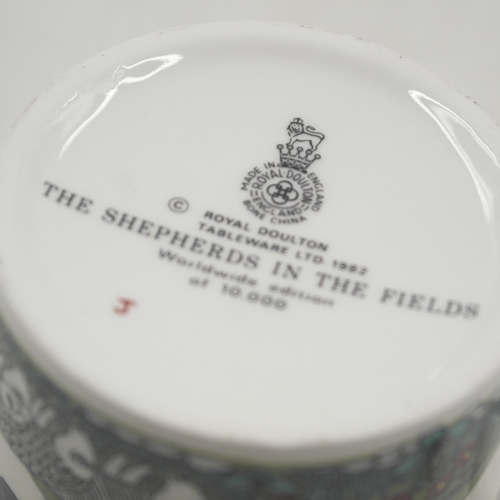 MADE IN ENGLAND
ROYAL DOULTON
ENGLAND
BONE CHINA
© ROYAL DOULTON
TABLEWARE LTD. 1982
THE SHEPHERDS IN THE FIELDS
Worldwide edition
of 10,000
J